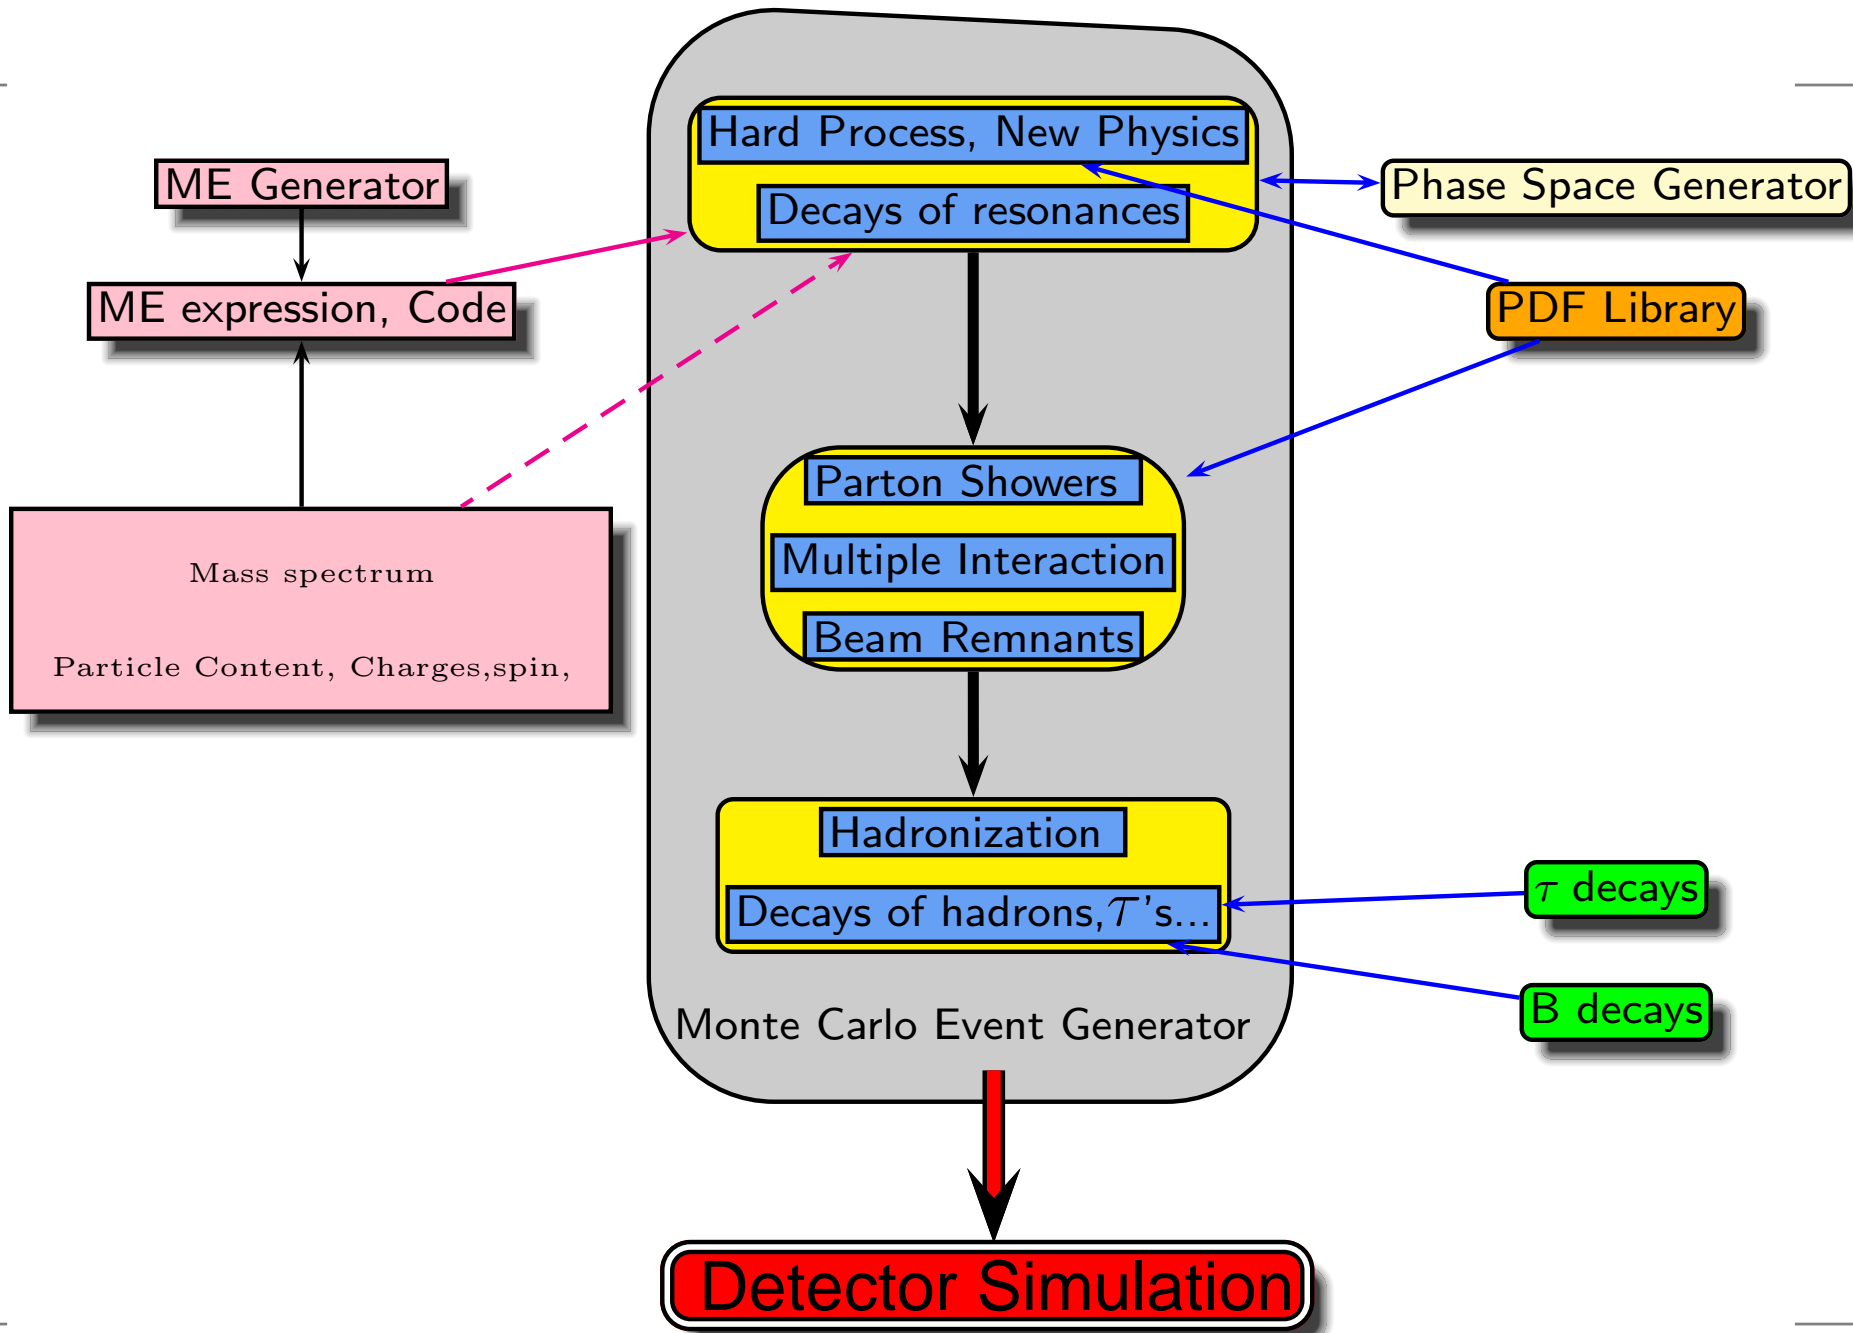 Hard Process, New Physics
Decays of resonances
ME Generator
Phase Space Generator
ME expression, Code
PDF Library
Parton Showers
Multiple Interaction
Beam Remnants
Mass spectrum
Particle Content, Charges,spin,
Hadronization
Decays of hadrons,τ's...
τ decays
B decays
Monte Carlo Event Generator
Detector Simulation